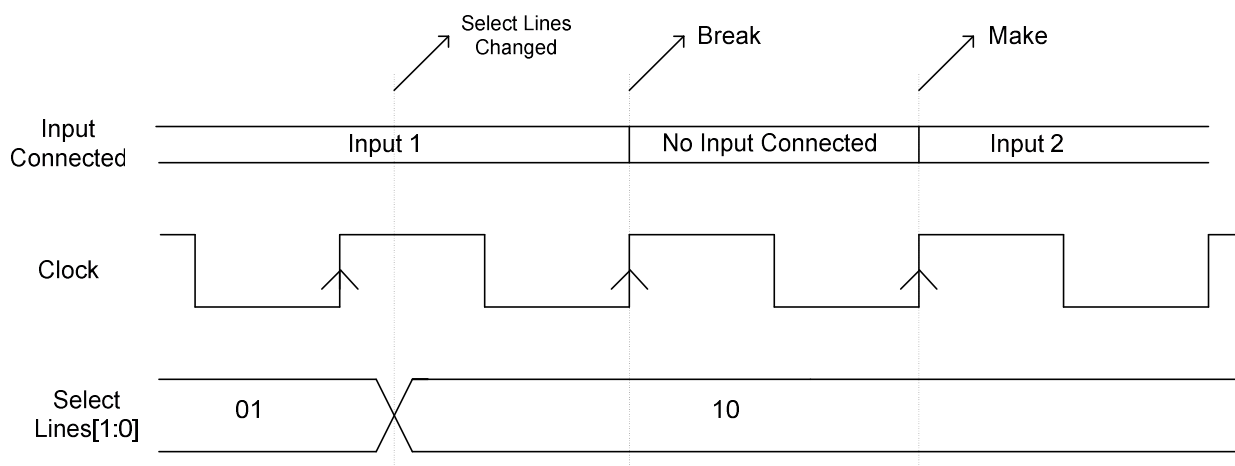 Select Lines
Changed
Break
Make
Input
Connected
Input 1
No Input Connected
Input 2
Clock
Select
Lines[1:0]
01
10